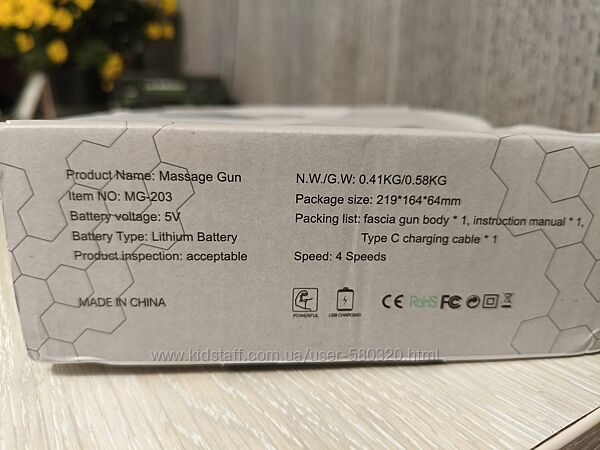 Product Name: Massage Gun
Item NO: MG-203
Battery voltage: 5V
Battery Type: Lithium Battery
Product inspection: acceptable
MADE IN CHINA
N.W./G.W: 0.41KG/0.58KG
Package size: 219*164*64mm
Packing list: fascia gun body * 1, instruction manual * 1,
Type C charging cable * 1
Speed: 4 Speeds
POWERFUL
USB CHARGING
CE RoHS FC
www.kidstaff.com.ua/user-580320.html